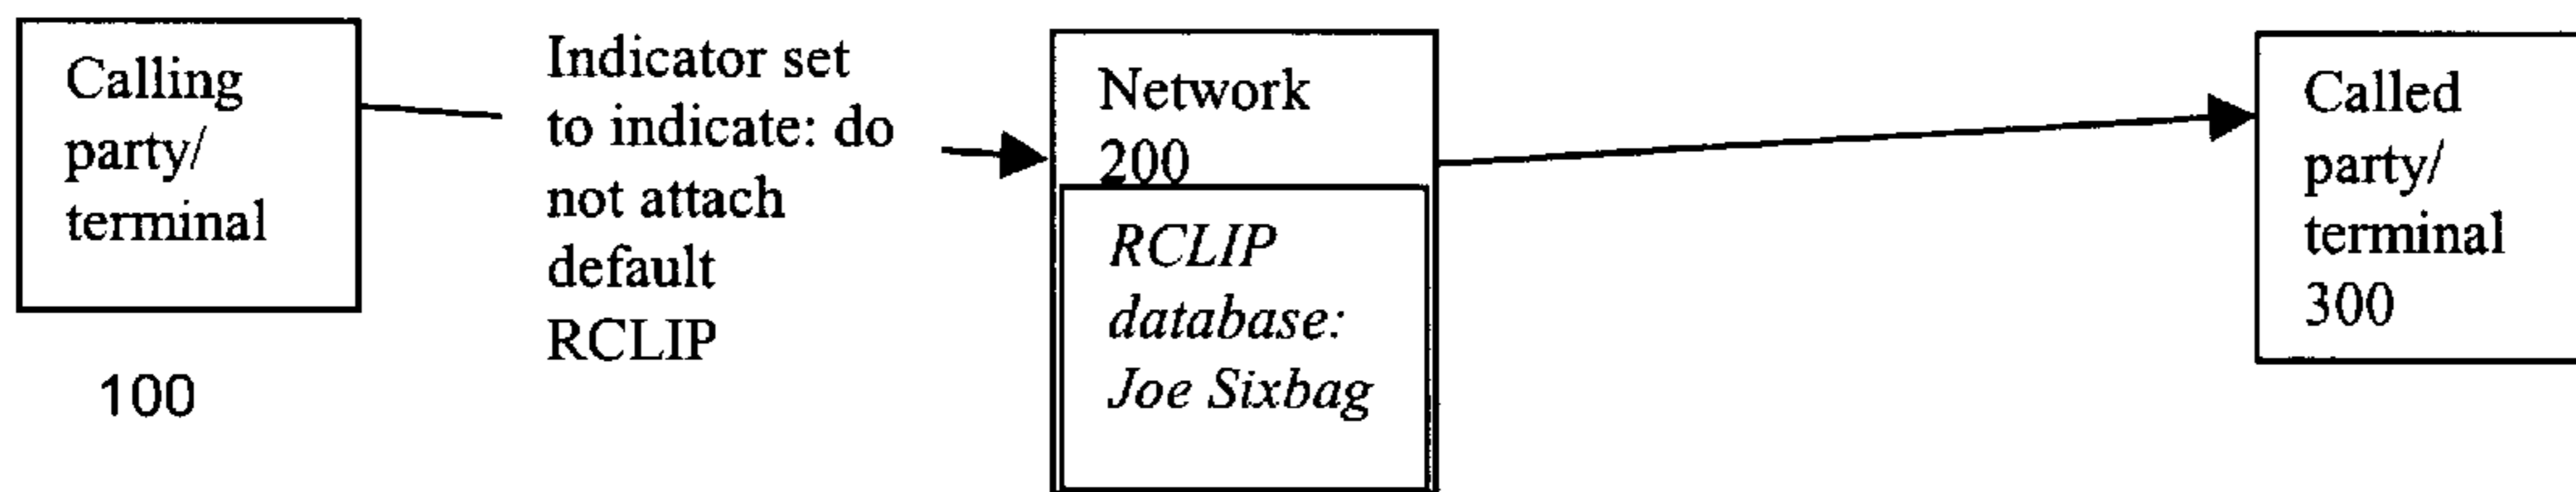 Calling
party/
terminal
100
Indicator set
to indicate: do
not attach
default
RCLIP
Network
200
RCLIP
database:
Joe Sixbag
Called
party/
terminal
300